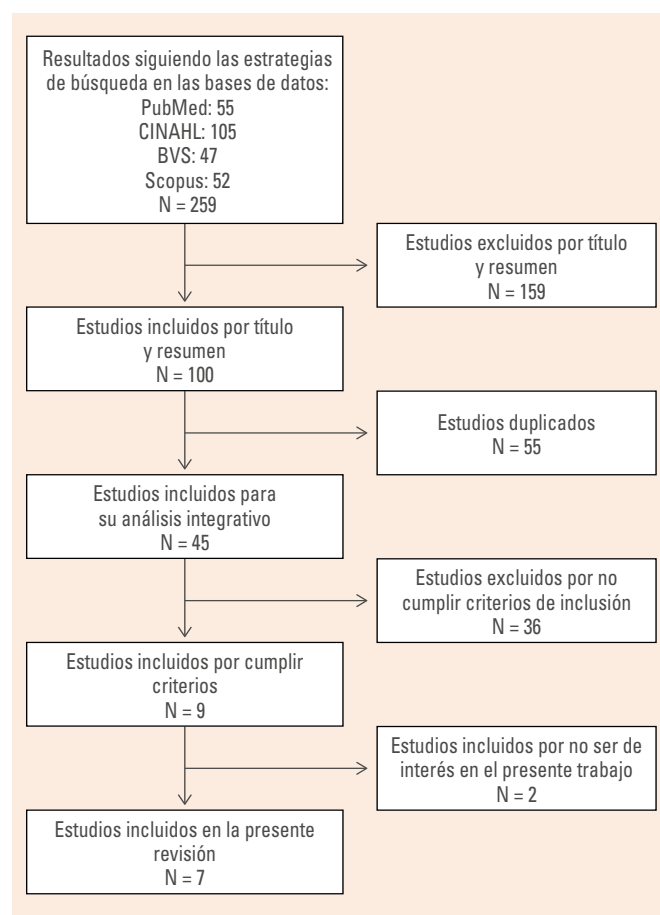 Resultados siguiendo las estrategias
de búsqueda en las bases de datos:
PubMed: 55
CINAHL: 105
BVS: 47
Scopus: 52
N = 259
Estudios excluidos por título
y resumen
N = 159
Estudios incluidos por título
y resumen
N = 100
Estudios duplicados
N = 55
Estudios incluidos para
su análisis integrativo
N = 45
Estudios excluidos por no
cumplir criterios de inclusión
N = 36
Estudios incluidos por cumplir
criterios
N = 9
Estudios incluidos por no ser de
interés en el presente trabajo
N = 2
Estudios incluidos en la presente
revisión
N = 7